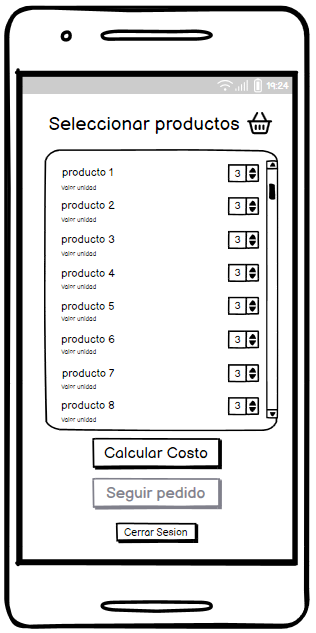 19:24
Seleccionar productos
producto 1
3
Valor unidad
producto 2
3
Valor unidad
producto 3
3
Valor unidad
producto 4
3
Valor unidad
producto 5
3
Valor unidad
producto 6
3
Valor unidad
producto 7
3
Valor unidad
producto 8
3
Valor unidad
Calcular Costo
Seguir pedido
Cerrar Sesion